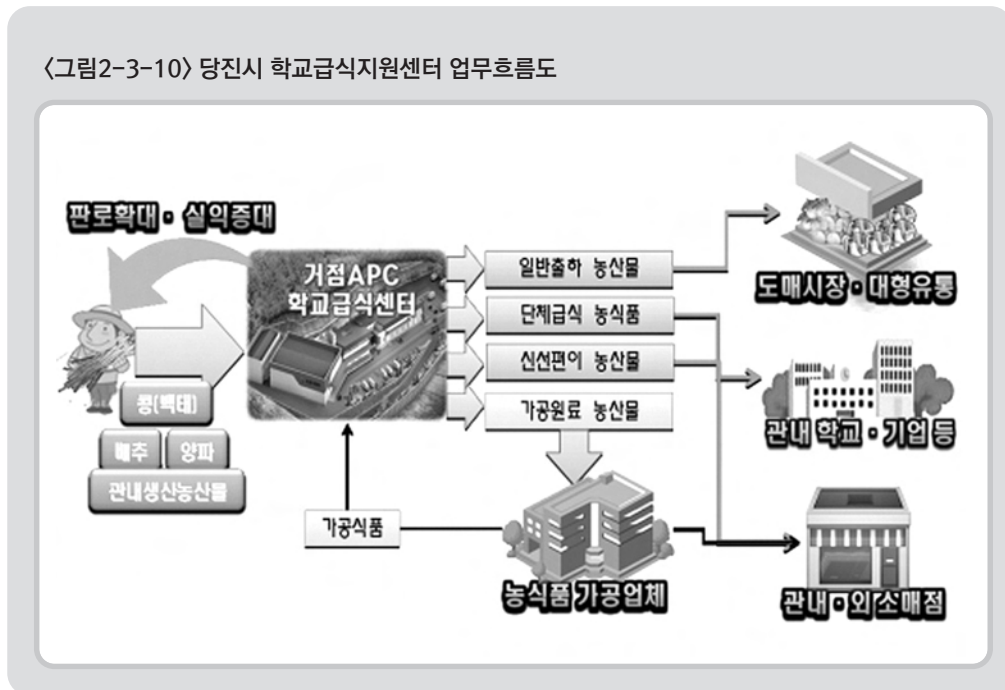 〈그림2-3-10〉 당진시 학교급식지원센터 업무흐름도
판로확대 · 실익증대
거점APC
학교급식센터
일반출하 농산물
단체급식 농식품
신선편이 농산물
가공원료 농산물
도매시장 · 대형유통
관내 학교 · 기업 등
관내 · 외 소매점
콩(백태)
배추
양파
관내생산농산물
가공식품
농식품 가공업체